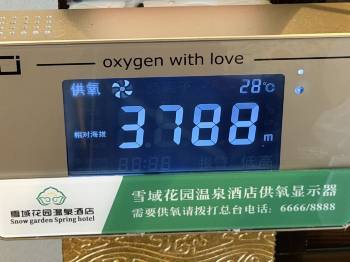 oxygen with love
供氧 28℃
相对海拔 3788 m
雪域花园温泉酒店
Snow garden Spring hotel
雪域花园温泉酒店供氧显示器
需要供氧请拨打总台电话：6666/8888